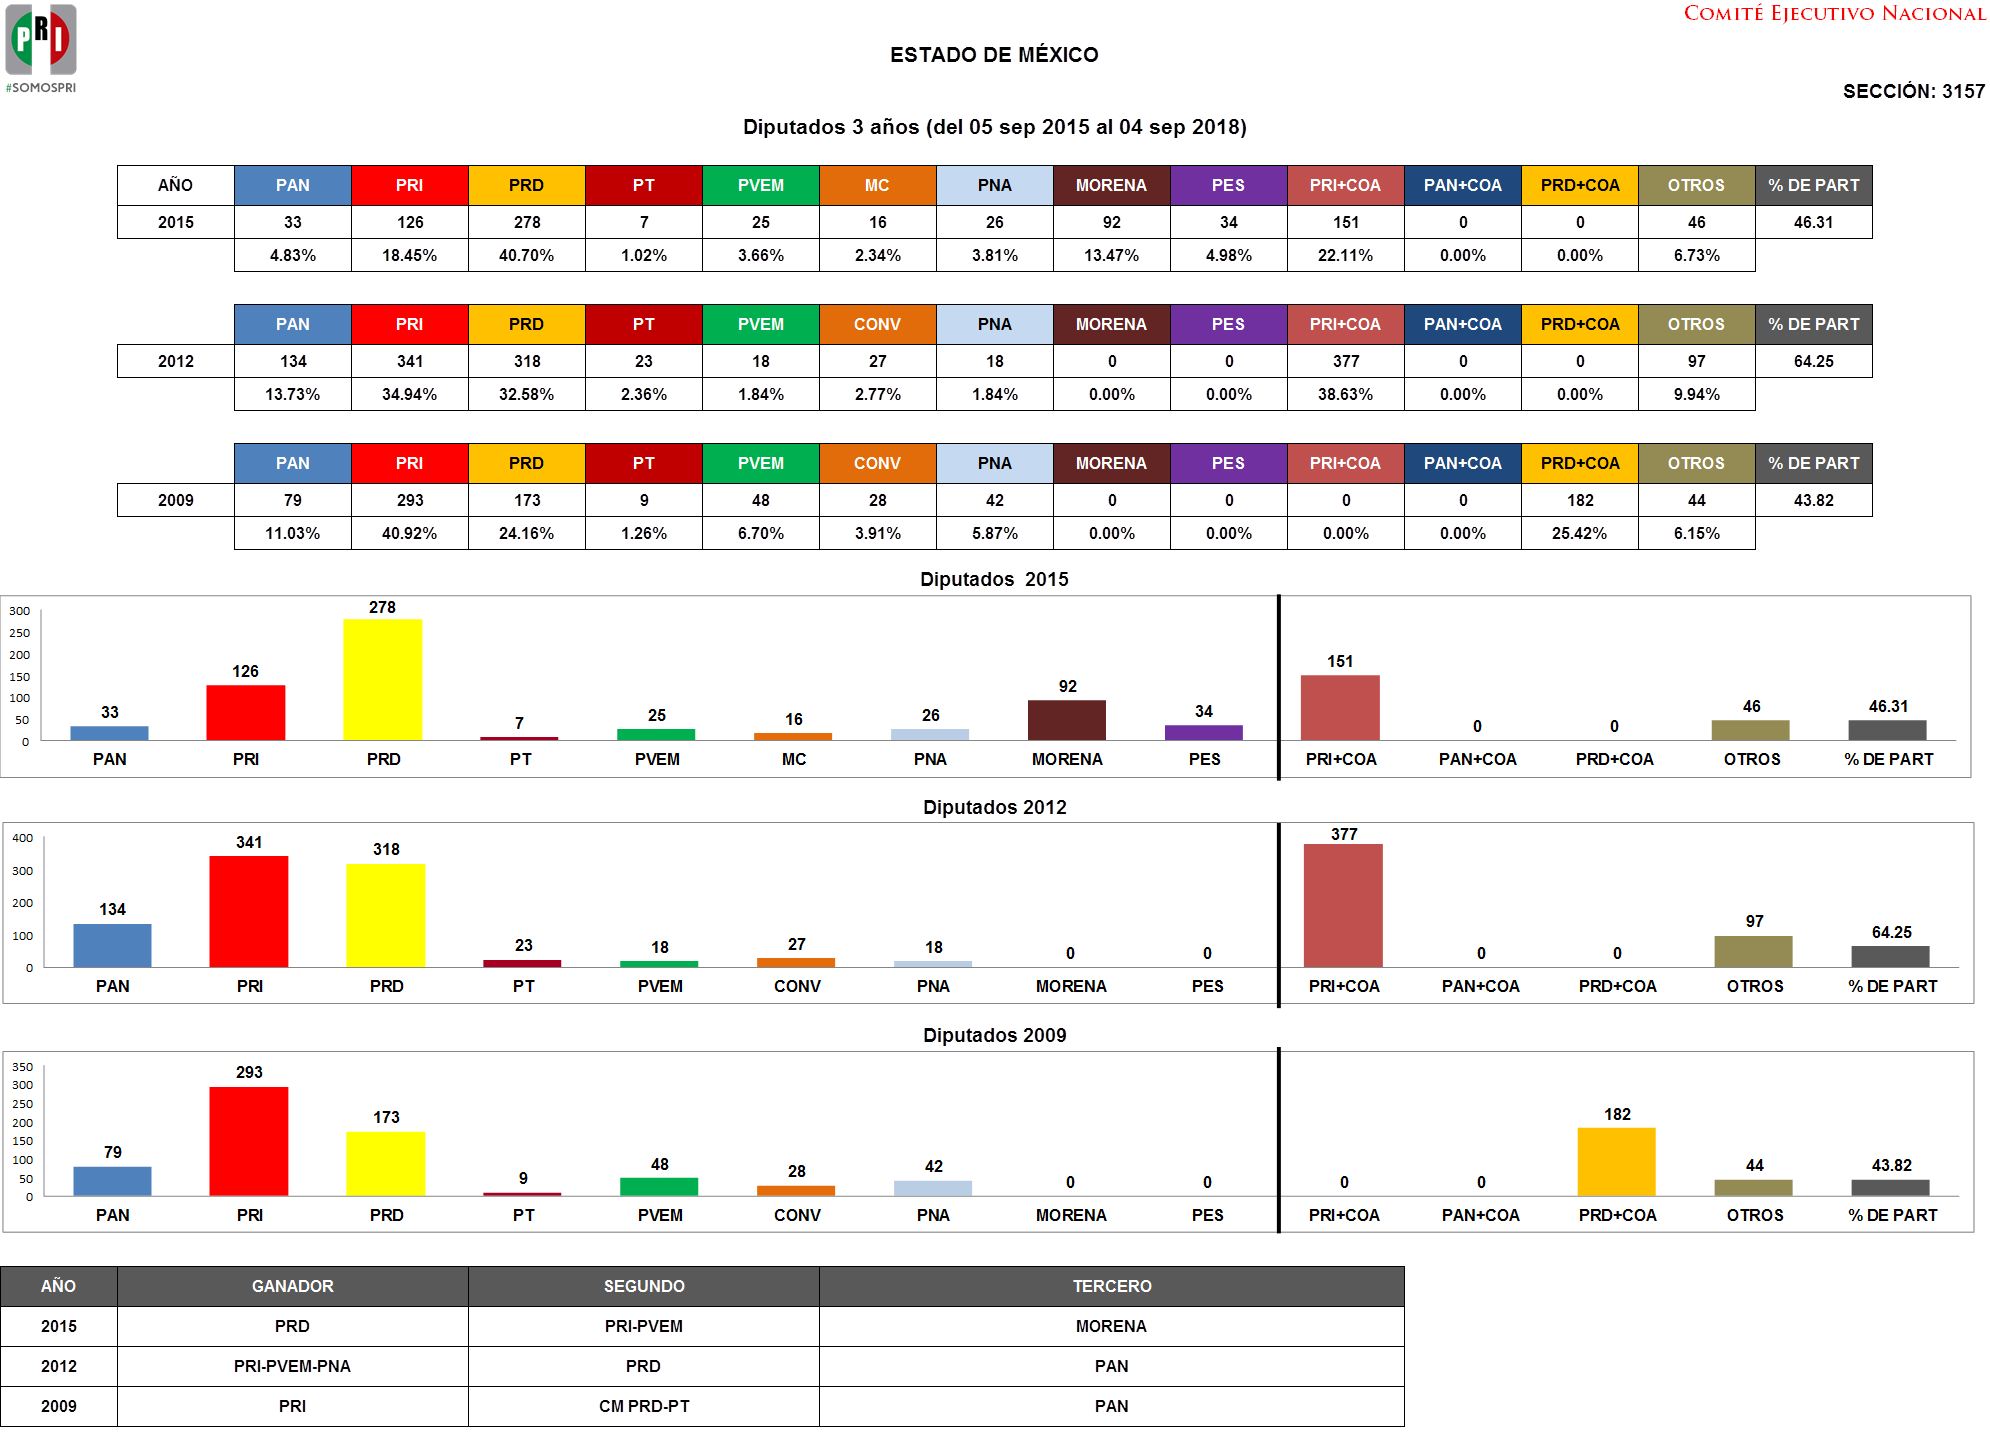 PRI
#SOMOSPRI
COMITÉ EJECUTIVO NACIONAL
ESTADO DE MÉXICO
SECCIÓN: 3157
Diputados 3 años (del 05 sep 2015 al 04 sep 2018)
AÑO PAN PRI PRD PT PVEM MC PNA MORENA PES PRI+COA PAN+COA PRD+COA OTROS % DE PART
2015 33 126 278 7 25 16 26 92 34 151 0 0 46 46.31
4.83% 18.45% 40.70% 1.02% 3.66% 2.34% 3.81% 13.47% 4.98% 22.11% 0.00% 0.00% 6.73%
PAN PRI PRD PT PVEM CONV PNA MORENA PES PRI+COA PAN+COA PRD+COA OTROS % DE PART
2012 134 341 318 23 18 27 18 0 0 377 0 0 97 64.25
13.73% 34.94% 32.58% 2.36% 1.84% 2.77% 1.84% 0.00% 0.00% 38.63% 0.00% 0.00% 9.94%
PAN PRI PRD PT PVEM CONV PNA MORENA PES PRI+COA PAN+COA PRD+COA OTROS % DE PART
2009 79 293 173 9 48 28 42 0 0 0 0 182 44 43.82
11.03% 40.92% 24.16% 1.26% 6.70% 3.91% 5.87% 0.00% 0.00% 0.00% 0.00% 25.42% 6.15%
Diputados 2015
300
250
200
150
100
50
0
33 126 278 7 25 16 26 92 34 151 0 0 46 46.31
PAN PRI PRD PT PVEM MC PNA MORENA PES PRI+COA PAN+COA PRD+COA OTROS % DE PART
Diputados 2012
400
300
200
100
0
134 341 318 23 18 27 18 0 0 377 0 0 97 64.25
PAN PRI PRD PT PVEM CONV PNA MORENA PES PRI+COA PAN+COA PRD+COA OTROS % DE PART
Diputados 2009
350
300
250
200
150
100
50
0
79 293 173 9 48 28 42 0 0 0 0 182 44 43.82
PAN PRI PRD PT PVEM CONV PNA MORENA PES PRI+COA PAN+COA PRD+COA OTROS % DE PART
AÑO GANADOR SEGUNDO TERCERO
2015 PRD PRI-PVEM MORENA
2012 PRI-PVEM-PNA PRD PAN
2009 PRI CM PRD-PT PAN